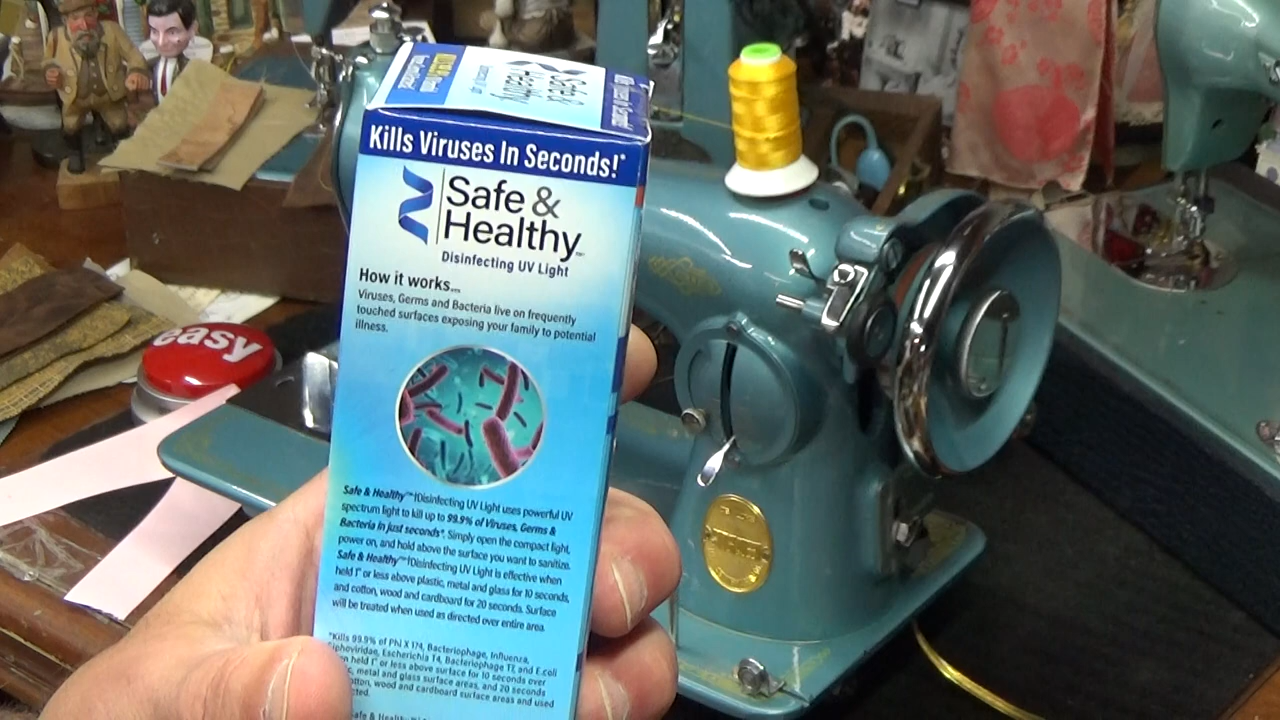 Safe &
Healthy
Kills Viruses In Seconds!*
Safe &
Healthy™
Disinfecting UV Light
How it works...
Viruses, Germs and Bacteria live on frequently
touched surfaces exposing your family to potential
illness.
Safe & Healthy™ Disinfecting UV Light uses powerful UV
spectrum light to kill up to 99.9% of Viruses, Germs &
Bacteria in just seconds*. Simply open the compact light,
power on, and hold above the surface you want to sanitize.
Safe & Healthy™ Disinfecting UV Light is effective when
held 1" or less above plastic, metal and glass for 10 seconds,
and cotton, wood and cardboard for 20 seconds. Surface
will be treated when used as directed over entire area.
*Kills 99.9% of Phi X 174, Bacteriophage, Influenza,
Siphoviridae, Escherichia T4, Bacteriophage T7, and E.coli
held 1" or less above surface for 10 seconds over
metal and glass surface areas, and 20 seconds
cotton, wood and cardboard surface areas and used
Safe & Healthy
easy